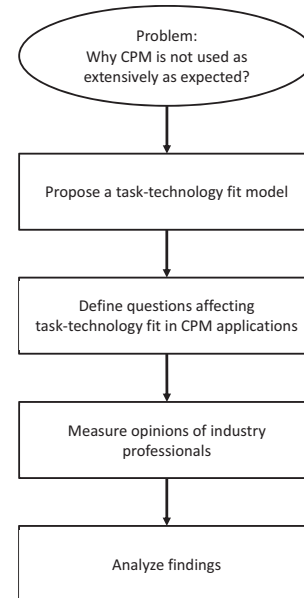 Problem:
Why CPM is not used as
extensively as expected?
Propose a task-technology fit model
Define questions affecting
task-technology fit in CPM applications
Measure opinions of industry
professionals
Analyze findings